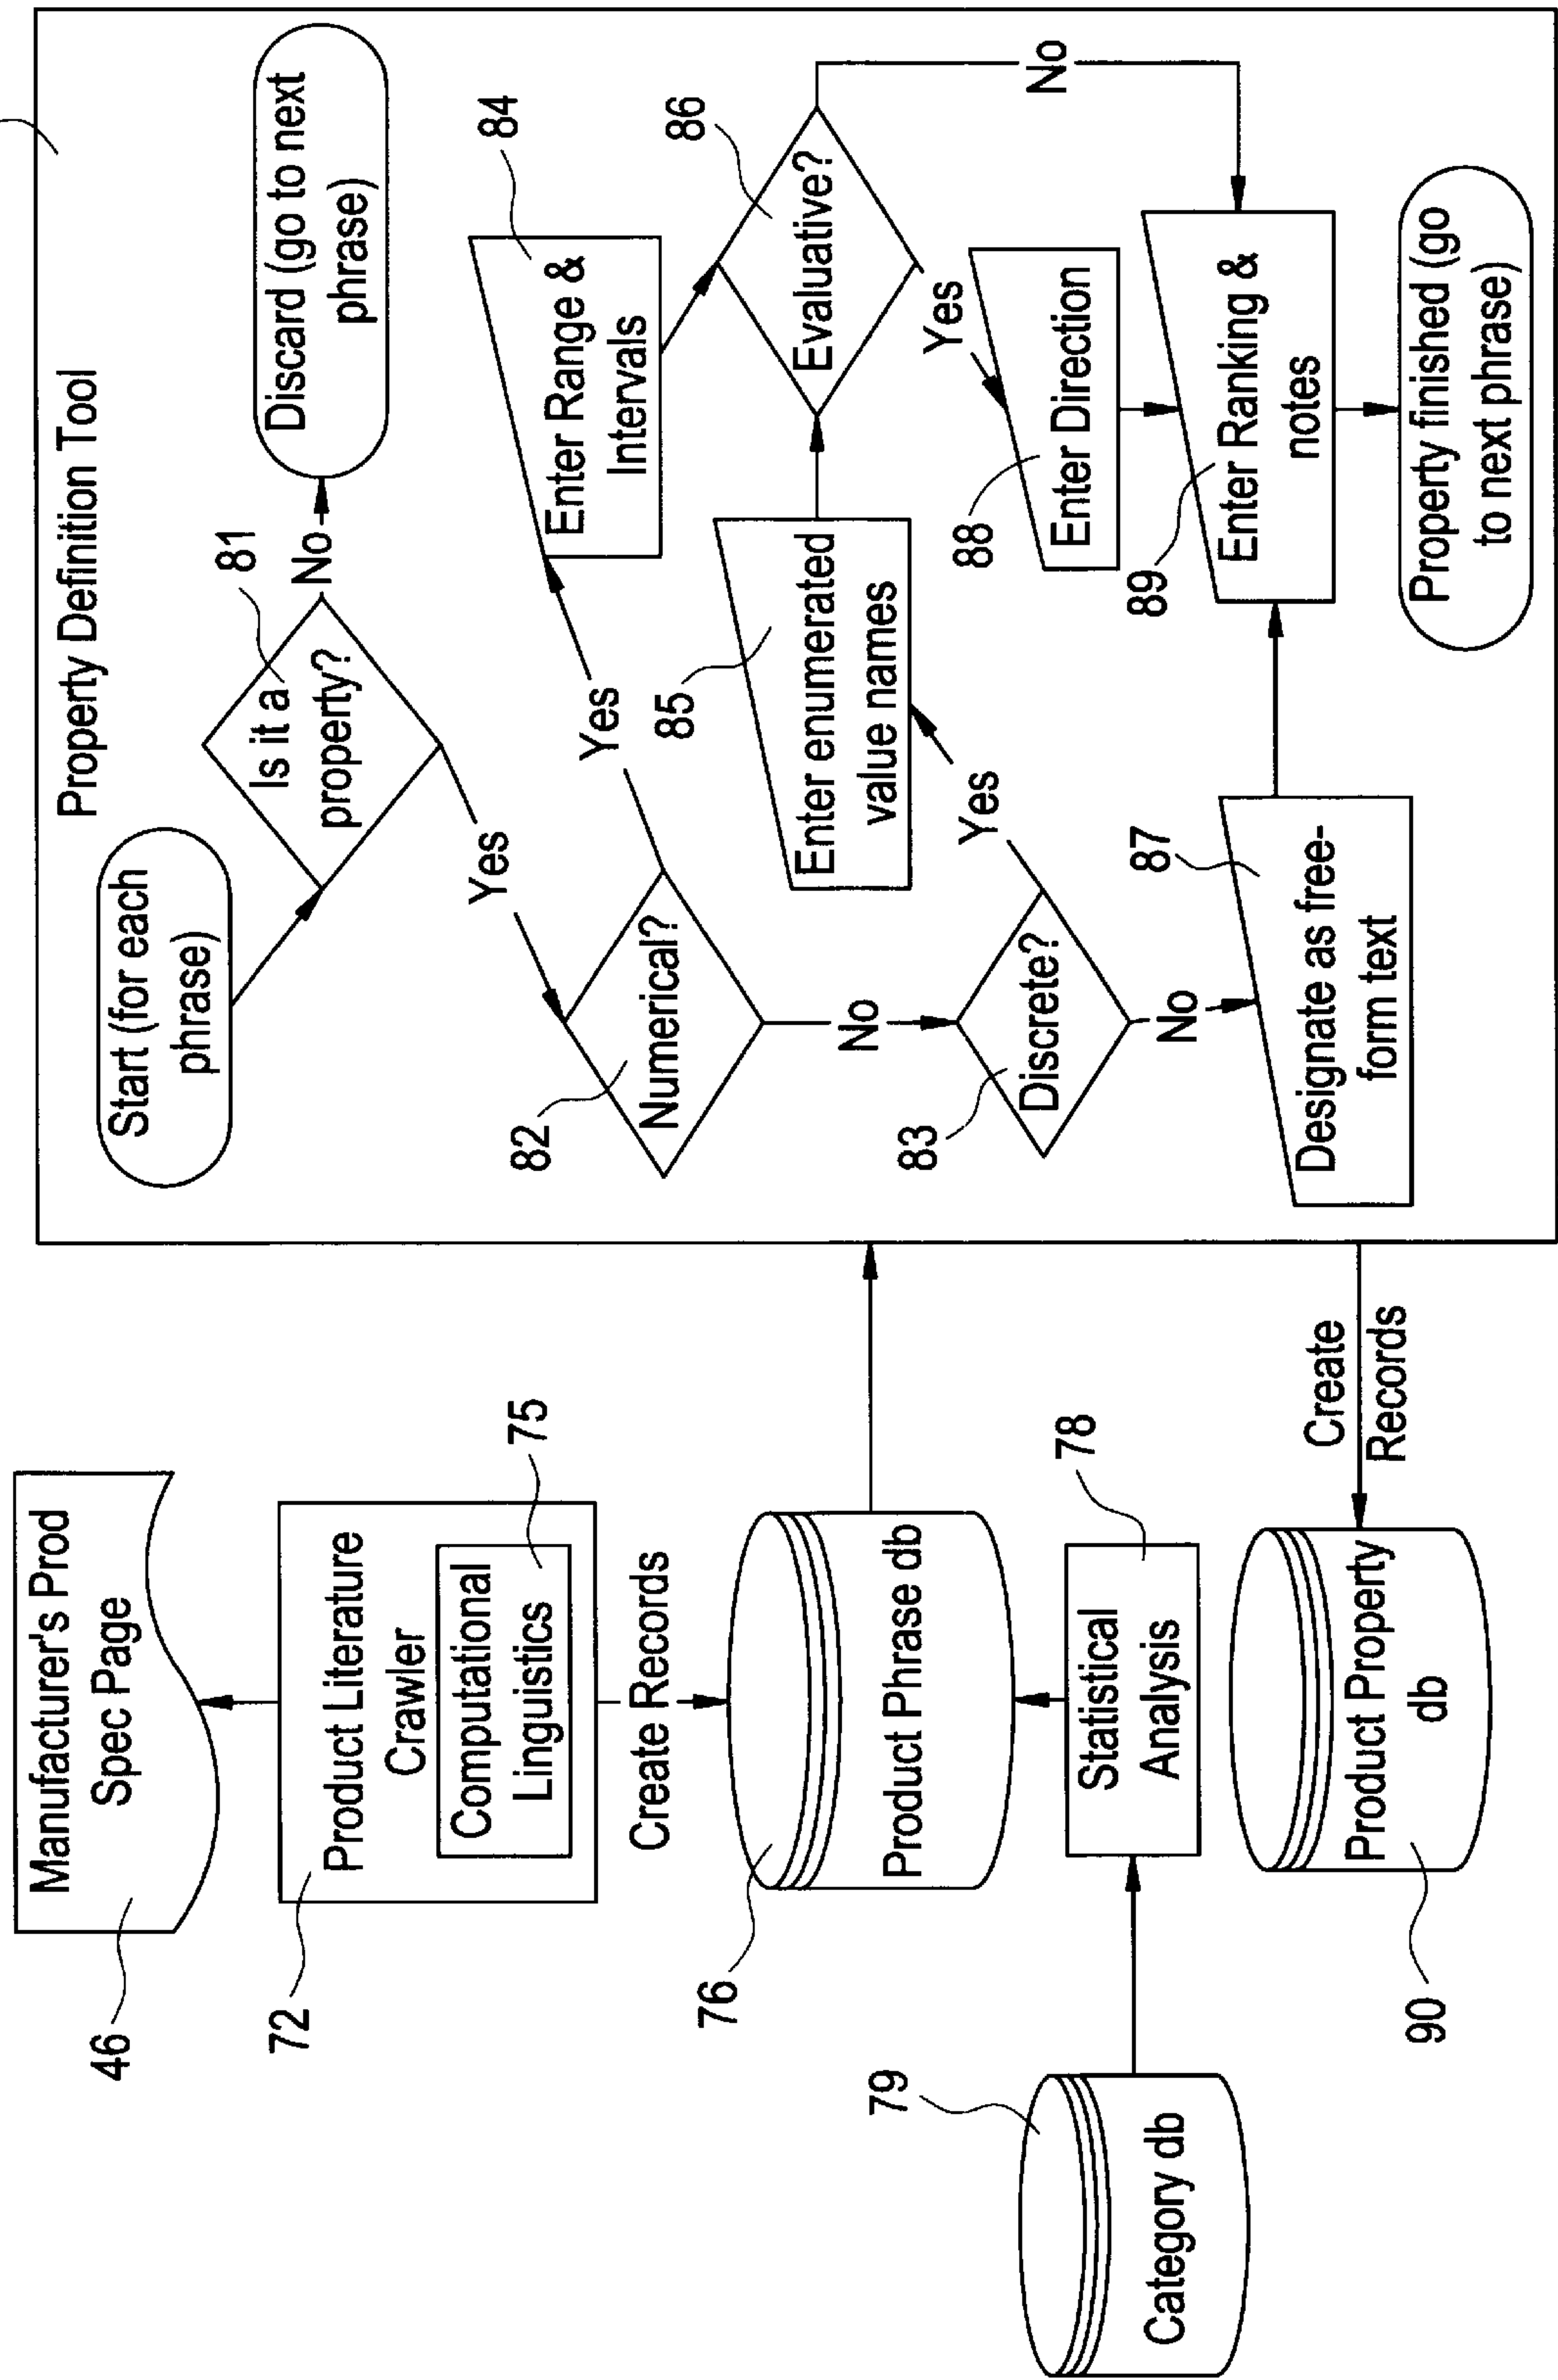 Manufacturer's Prod
Spec Page
46
Product Literature
Crawler
72
Computational
Linguistics
75
Create Records
Product Phrase db
76
Statistical
Analysis
78
Category db
79
Product Property
db
90
Create
Records
Property Definition Tool
Start (for each
phrase)
Is it a
property?
81
No
Discard (go to next
phrase)
Yes
Numerical?
82
Yes
Enter Range &
Intervals
84
No
Discrete?
83
Yes
Enter enumerated
value names
85
Evaluative?
86
No
Yes
Enter Direction
88
No
Designate as free-
form text
87
Enter Ranking &
notes
89
Property finished (go
to next phrase)